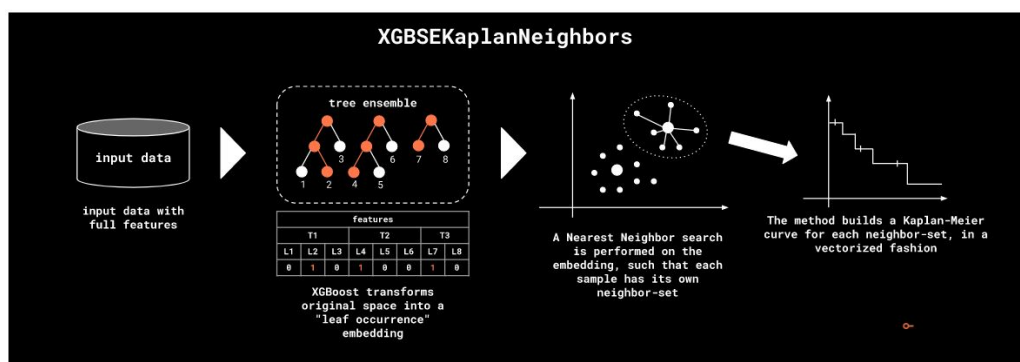 XGBSEKaplanNeighbors
input data
input data with
full features
tree ensemble
3 6 7 8
1 2 4 5
features
T1 T2 T3
L1 L2 L3 L4 L5 L6 L7 L8
0 1 0 1 0 0 1 0
XGBoost transforms
original space into a
"leaf occurrence"
embedding
A Nearest Neighbor search
is performed on the
embedding, such that each
sample has its own
neighbor-set
The method builds a Kaplan-Meier
curve for each neighbor-set, in a
vectorized fashion